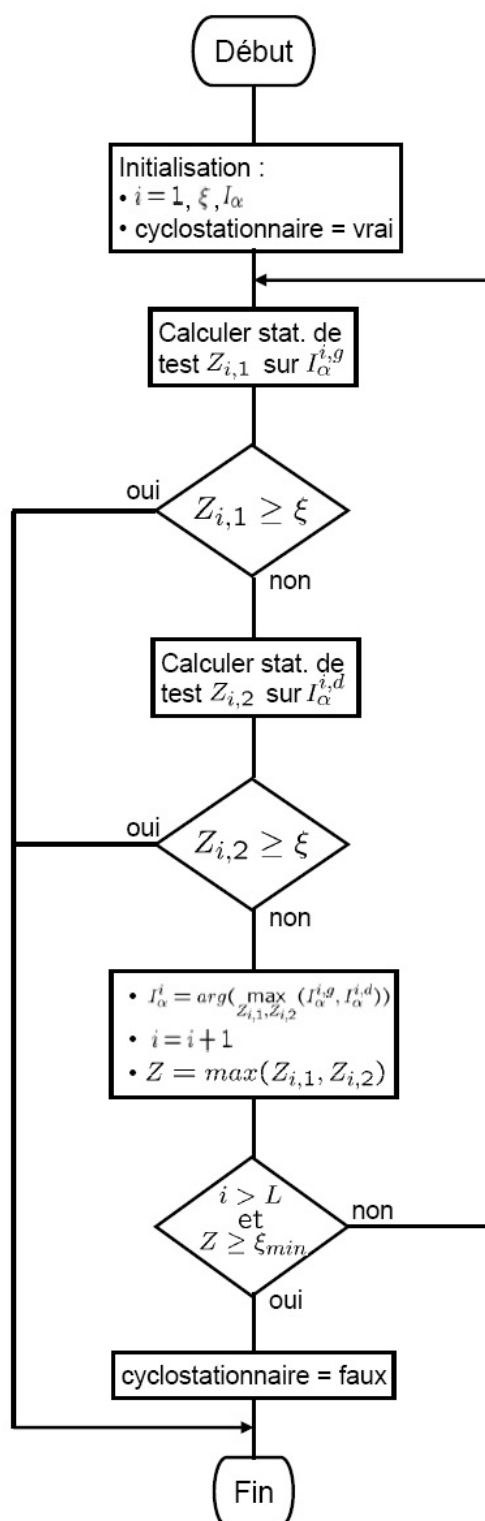 Début
Initialisation :
• i = 1, ξ, I_α
• cyclostationnaire = vrai
Calculer stat. de
test Z_{i,1} sur I_α^{i,g}
oui
Z_{i,1} ≥ ξ
non
Calculer stat. de
test Z_{i,2} sur I_α^{i,d}
oui
Z_{i,2} ≥ ξ
non
• I_α^i = arg( max_{Z_{i,1},Z_{i,2}} (I_α^{i,g}, I_α^{i,d}))
• i = i + 1
• Z = max(Z_{i,1}, Z_{i,2})
i > L
et
Z ≥ ξ_{min}
non
oui
cyclostationnaire = faux
Fin